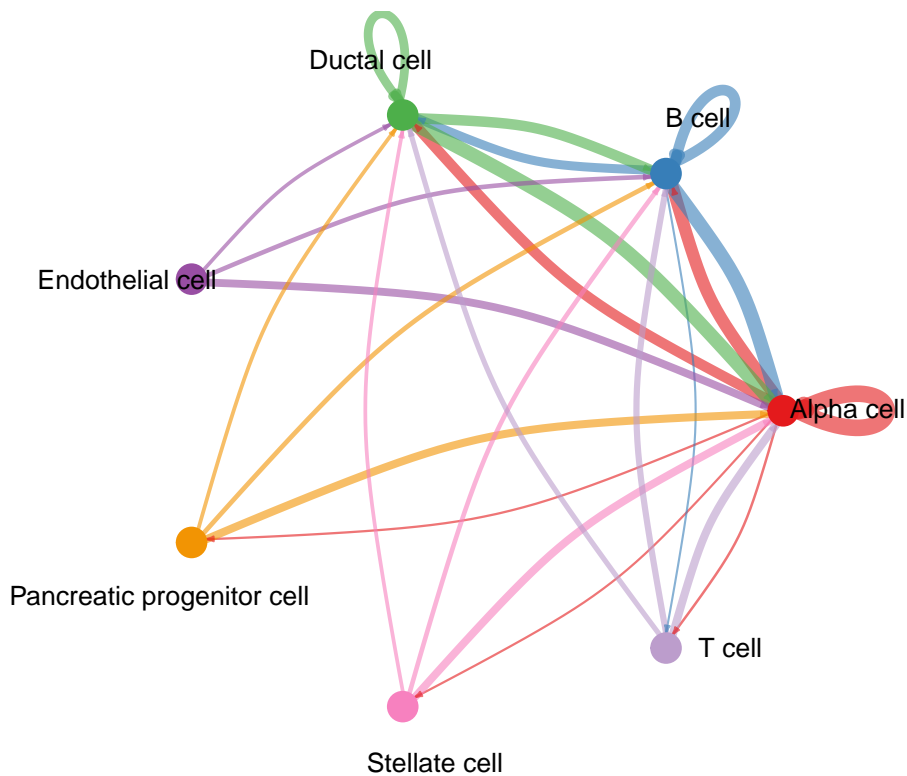 Ductal cell
B cell
Endothelial cell
Alpha cell
Pancreatic progenitor cell
T cell
Stellate cell